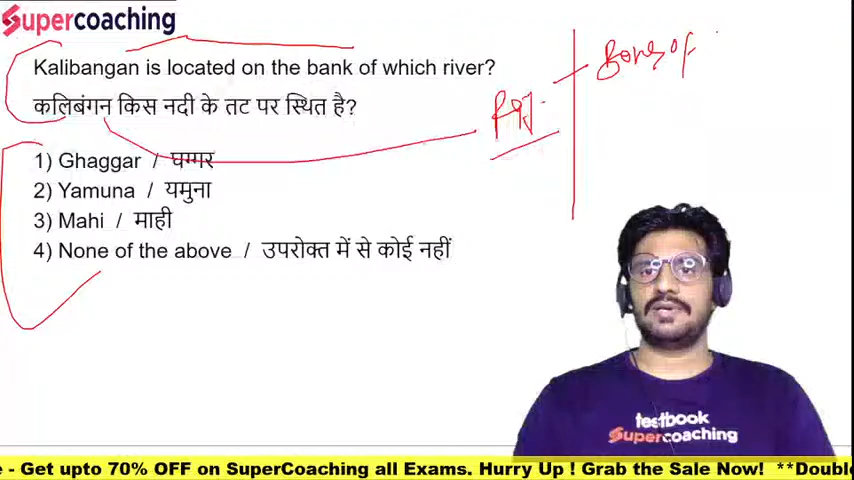 Supercoaching
Kalibangan is located on the bank of which river?
कलिबंगन किस नदी के तट पर स्थित है?
1) Ghaggar / घग्गर
2) Yamuna / यमुना
3) Mahi / माही
4) None of the above / उपरोक्त में से कोई नहीं
testbook
Supercoaching
e - Get upto 70% OFF on SuperCoaching all Exams. Hurry Up ! Grab the Sale Now! **Double